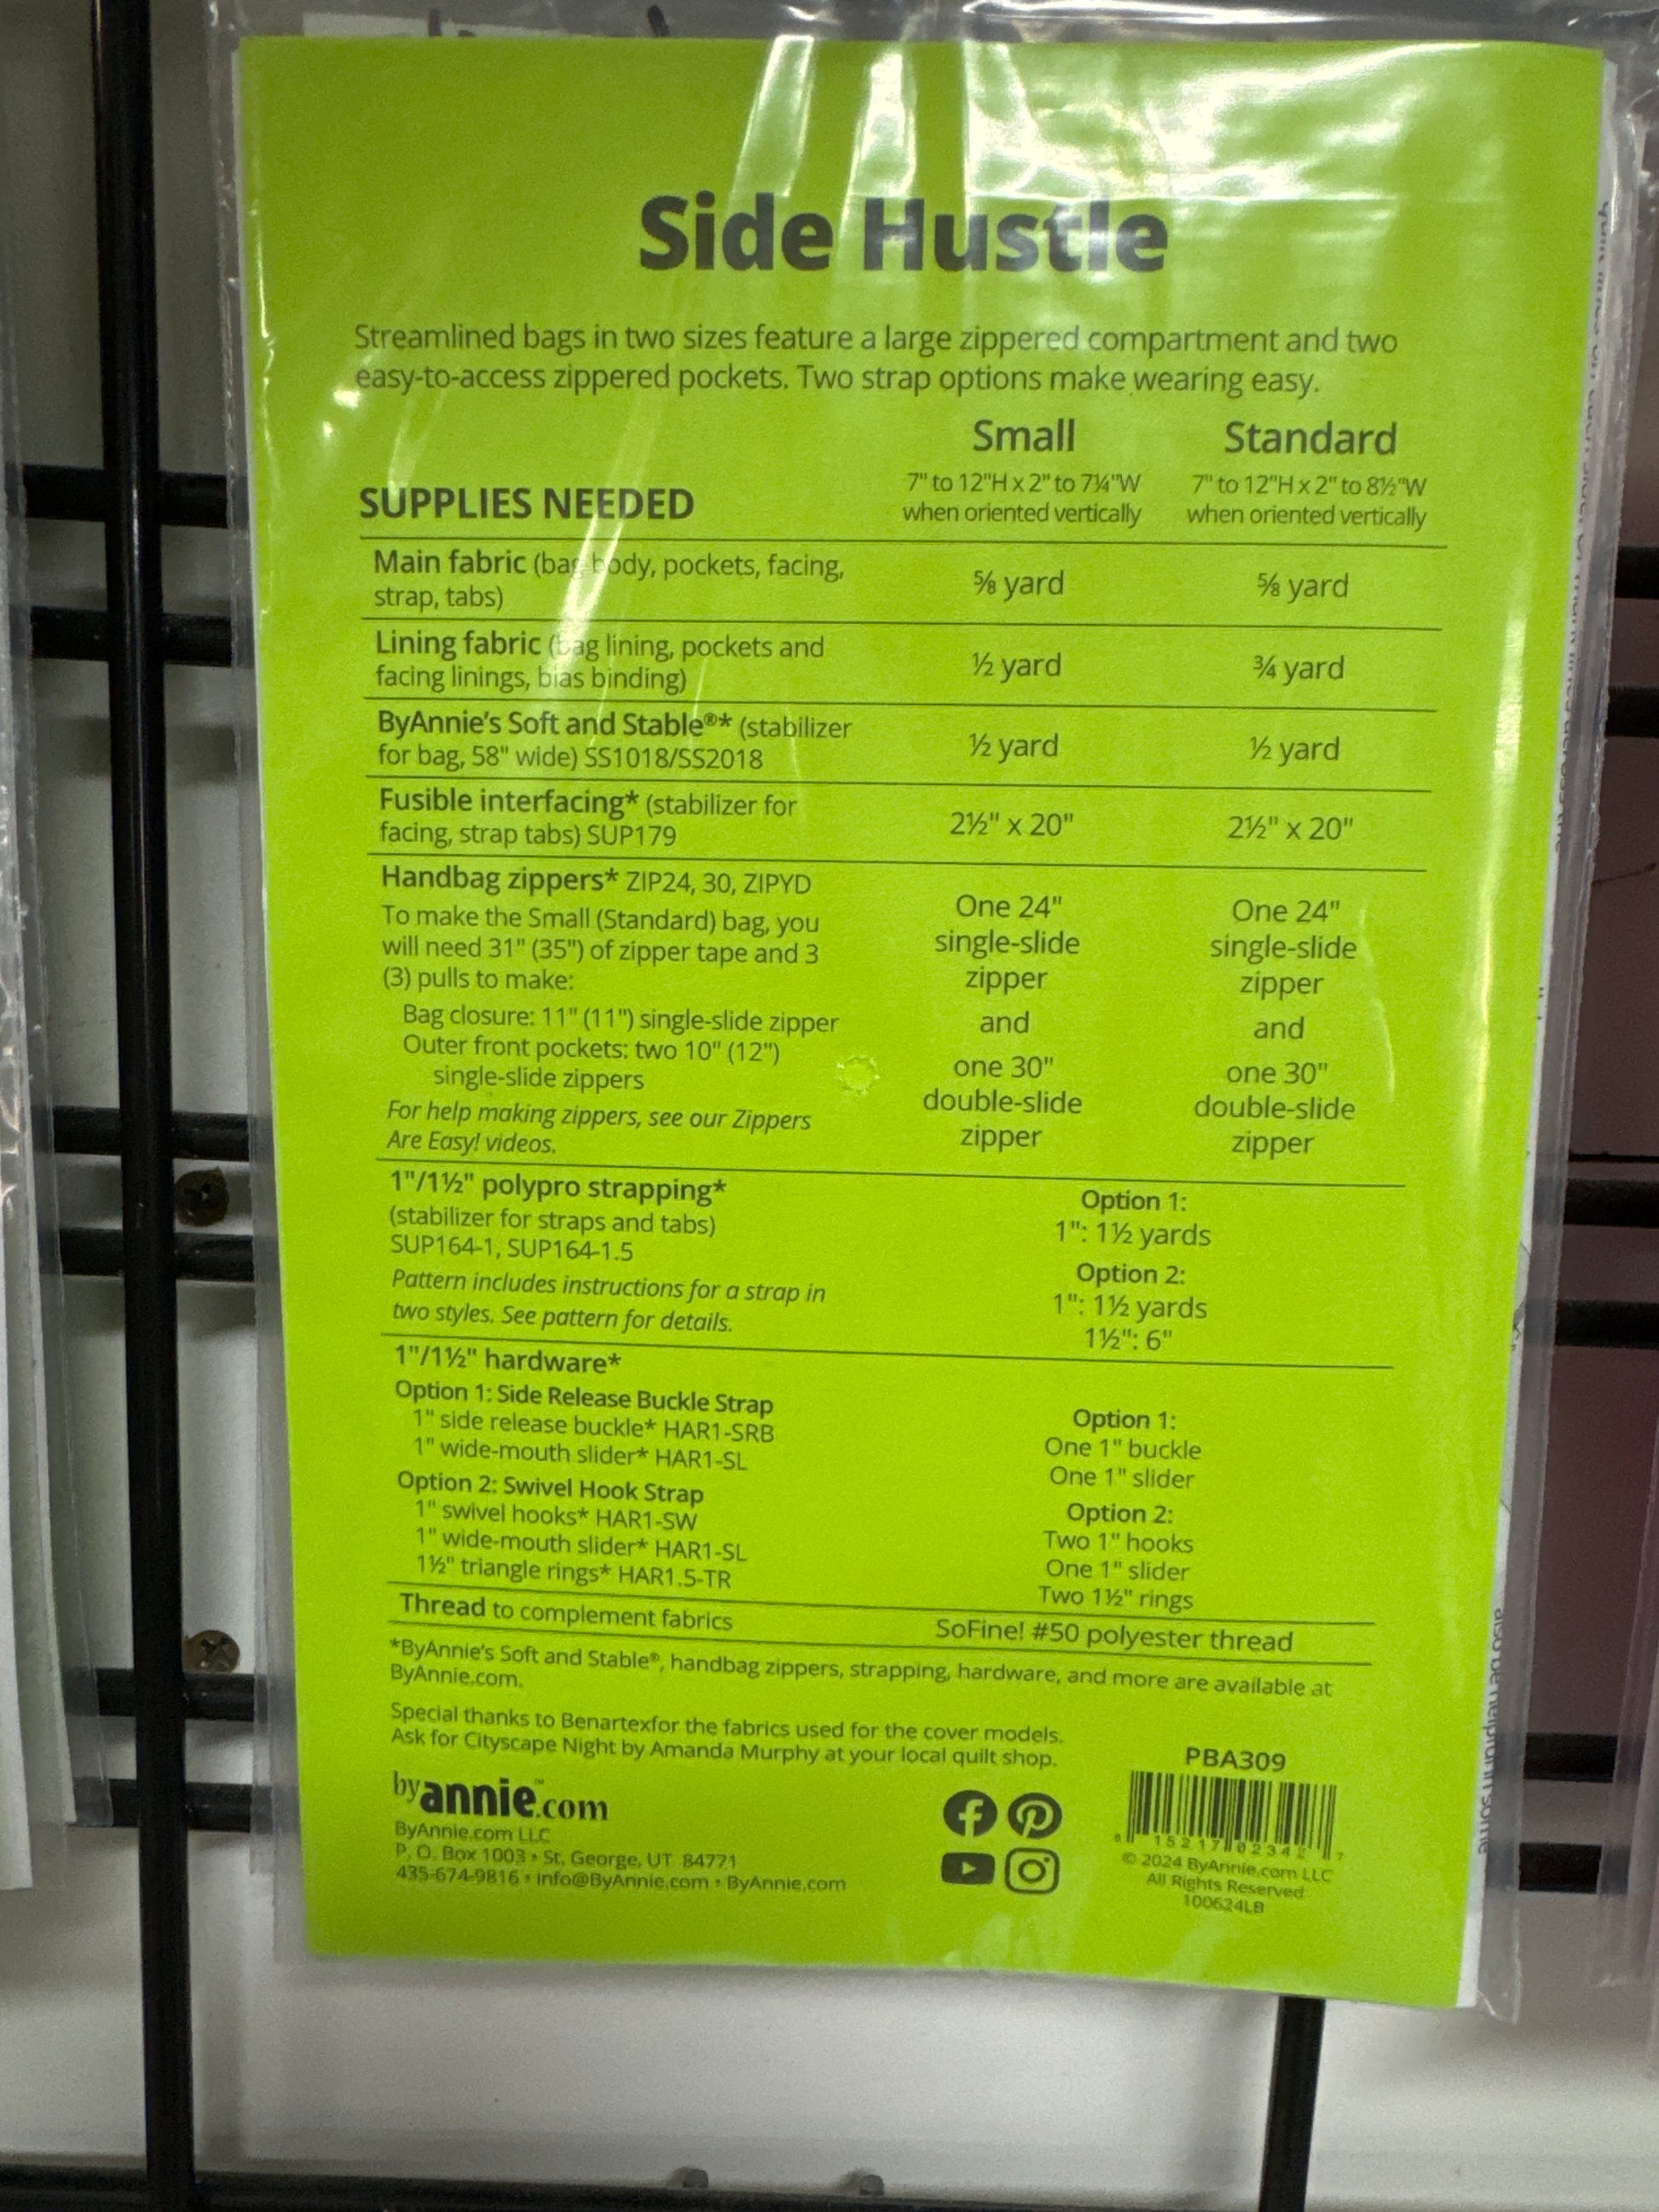 Side Hustle
Streamlined bags in two sizes feature a large zippered compartment and two
easy-to-access zippered pockets. Two strap options make wearing easy.
SUPPLIES NEEDED
Small
7" to 12"H x 2" to 7¼"W
when oriented vertically
Standard
7" to 12"H x 2" to 8½"W
when oriented vertically
Main fabric (bag body, pockets, facing,
strap, tabs)
⅝ yard
⅝ yard
Lining fabric (bag lining, pockets and
facing linings, bias binding)
½ yard
¾ yard
ByAnnie's Soft and Stable®* (stabilizer
for bag, 58" wide) SS1018/SS2018
½ yard
½ yard
Fusible interfacing* (stabilizer for
facing, strap tabs) SUP179
2½" x 20"
2½" x 20"
Handbag zippers* ZIP24, 30, ZIPYD
To make the Small (Standard) bag, you
will need 31" (35") of zipper tape and 3
(3) pulls to make:
Bag closure: 11" (11") single-slide zipper
Outer front pockets: two 10" (12")
single-slide zippers
For help making zippers, see our Zippers
Are Easy! videos.
One 24"
single-slide
zipper
and
one 30"
double-slide
zipper
One 24"
single-slide
zipper
and
one 30"
double-slide
zipper
1"/1½" polypro strapping*
(stabilizer for straps and tabs)
SUP164-1, SUP164-1.5
Pattern includes instructions for a strap in
two styles. See pattern for details.
Option 1:
1": 1½ yards
Option 2:
1": 1½ yards
1½": 6"
1"/1½" hardware*
Option 1: Side Release Buckle Strap
1" side release buckle* HAR1-SRB
1" wide-mouth slider* HAR1-SL
Option 2: Swivel Hook Strap
1" swivel hooks* HAR1-SW
1" wide-mouth slider* HAR1-SL
1½" triangle rings* HAR1.5-TR
Option 1:
One 1" buckle
One 1" slider
Option 2:
Two 1" hooks
One 1" slider
Two 1½" rings
Thread to complement fabrics
SoFine! #50 polyester thread
*ByAnnie's Soft and Stable®, handbag zippers, strapping, hardware, and more are available at
ByAnnie.com.
Special thanks to Benartexfor the fabrics used for the cover models.
Ask for Cityscape Night by Amanda Murphy at your local quilt shop.
byannie.com™
ByAnnie.com LLC
P. O. Box 1003 • St. George, UT 84771
435-674-9816 • info@ByAnnie.com • ByAnnie.com
PBA309
8 15217 02342 7
© 2024 ByAnnie.com LLC
All Rights Reserved
100624LB